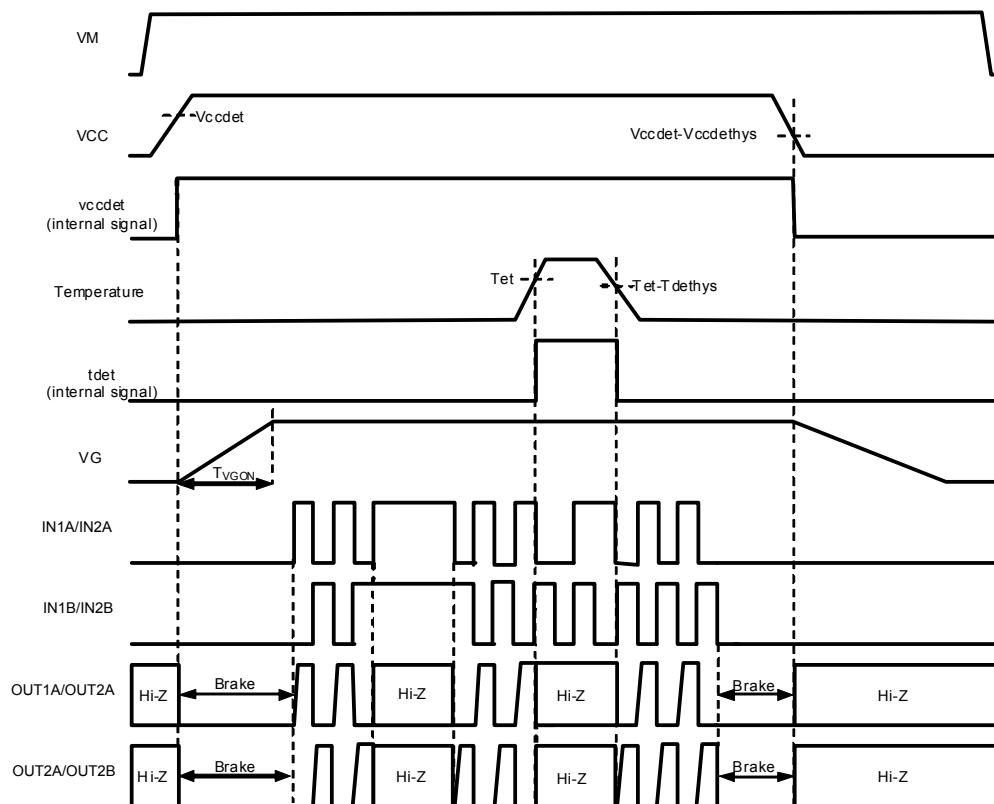 VM
Vccdet
VCC
Vccdet-Vccdethys
vccdet
(internal signal)
Tet
Tet-Tdethys
Temperature
tdet
(internal signal)
VG
TVGON
IN1A/IN2A
IN1B/IN2B
OUT1A/OUT2A
Hi-Z
Brake
Hi-Z
Hi-Z
Brake
Hi-Z
OUT2A/OUT2B
Hi-Z
Brake
Hi-Z
Hi-Z
Brake
Hi-Z